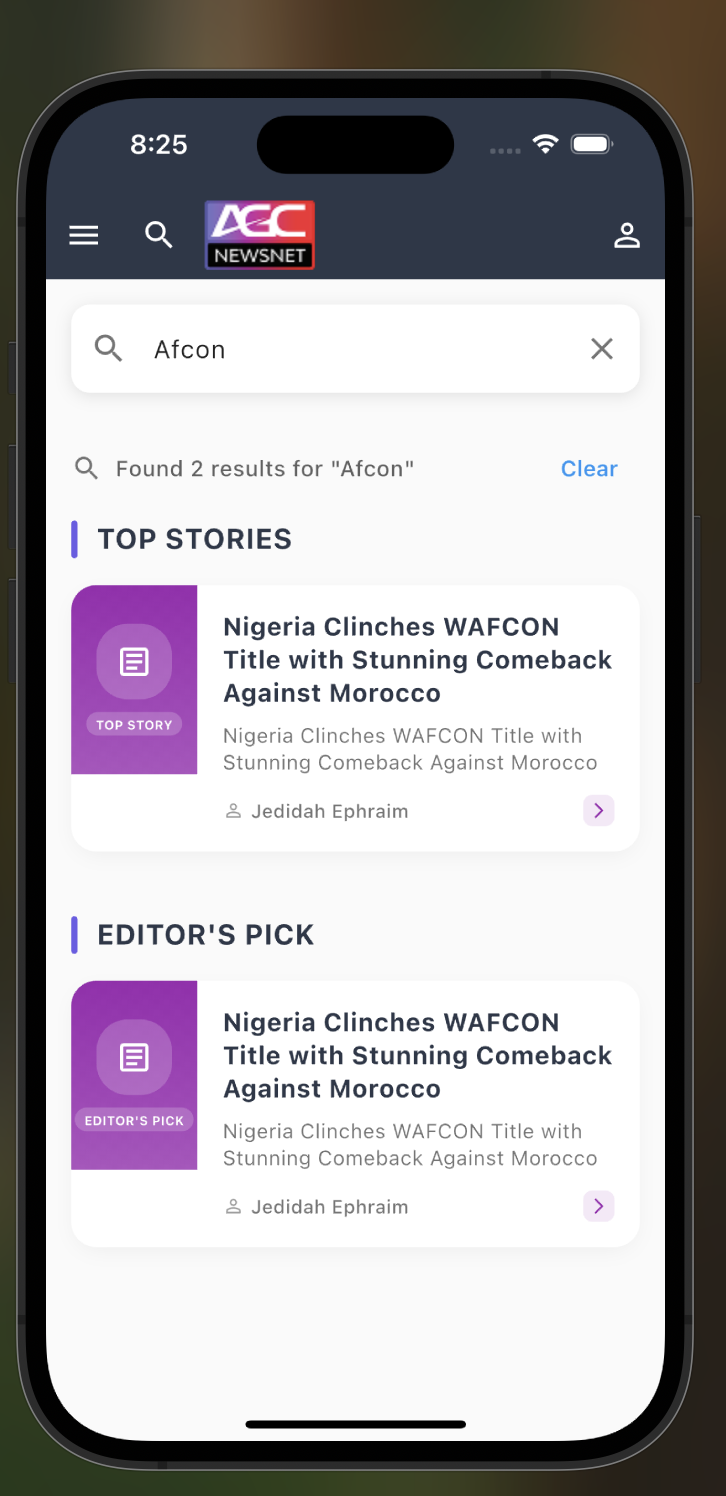 8:25
AGC
NEWSNET
Afcon
Found 2 results for "Afcon"
Clear
TOP STORIES
TOP STORY
Nigeria Clinches WAFCON
Title with Stunning Comeback
Against Morocco
Nigeria Clinches WAFCON Title with
Stunning Comeback Against Morocco
Jedidah Ephraim
EDITOR'S PICK
EDITOR'S PICK
Nigeria Clinches WAFCON
Title with Stunning Comeback
Against Morocco
Nigeria Clinches WAFCON Title with
Stunning Comeback Against Morocco
Jedidah Ephraim